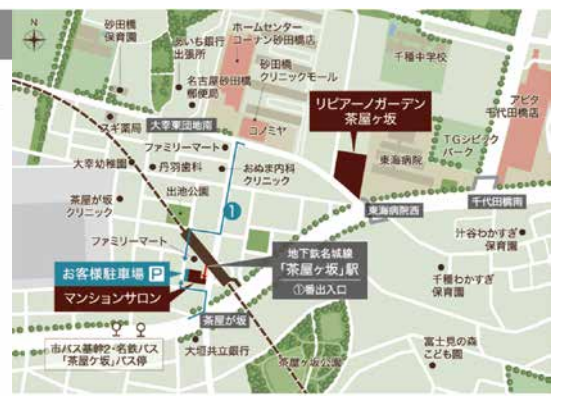 N
砂田橋
保育園
あいち銀行
出張所
ホームセンター
コーナン砂田橋店
砂田橋
クリニックモール
千種中学校
名古屋砂田橋
郵便局
リビアーノガーデン
茶屋ヶ坂
アピタ
千代田橋店
スギ薬局
大幸東団地南
コノミヤ
ファミリーマート
TGシビック
パーク
東海病院
大幸幼稚園
丹羽歯科
おぬま内科
クリニック
出池公園
茶屋が坂
クリニック
1
東海病院西
千代田橋南
ファミリーマート
地下鉄名城線
「茶屋ヶ坂」駅
①番出入口
汁谷わかすぎ
保育園
お客様駐車場 P
マンションサロン
千種わかすぎ
保育園
茶屋が坂
市バス基幹2・名鉄バス
「茶屋ヶ坂」バス停
大垣共立銀行
茶屋ヶ坂公園
富士見の森
こども園